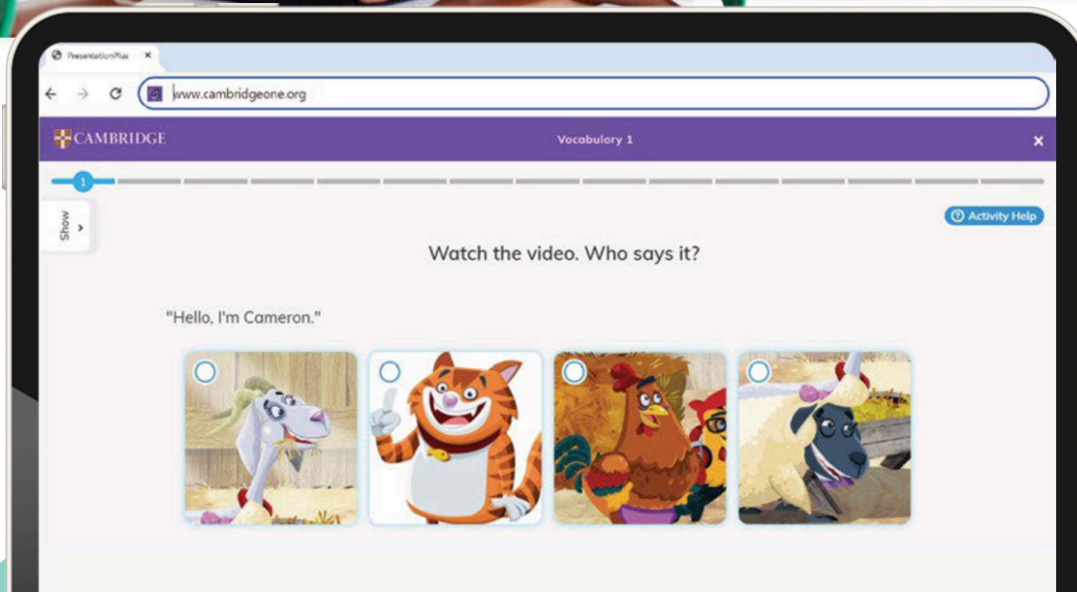 PresentationPlus
www.cambridgeone.org
CAMBRIDGE
Vocabulary 1
1
Show
Activity Help
Watch the video. Who says it?
"Hello, I'm Cameron."